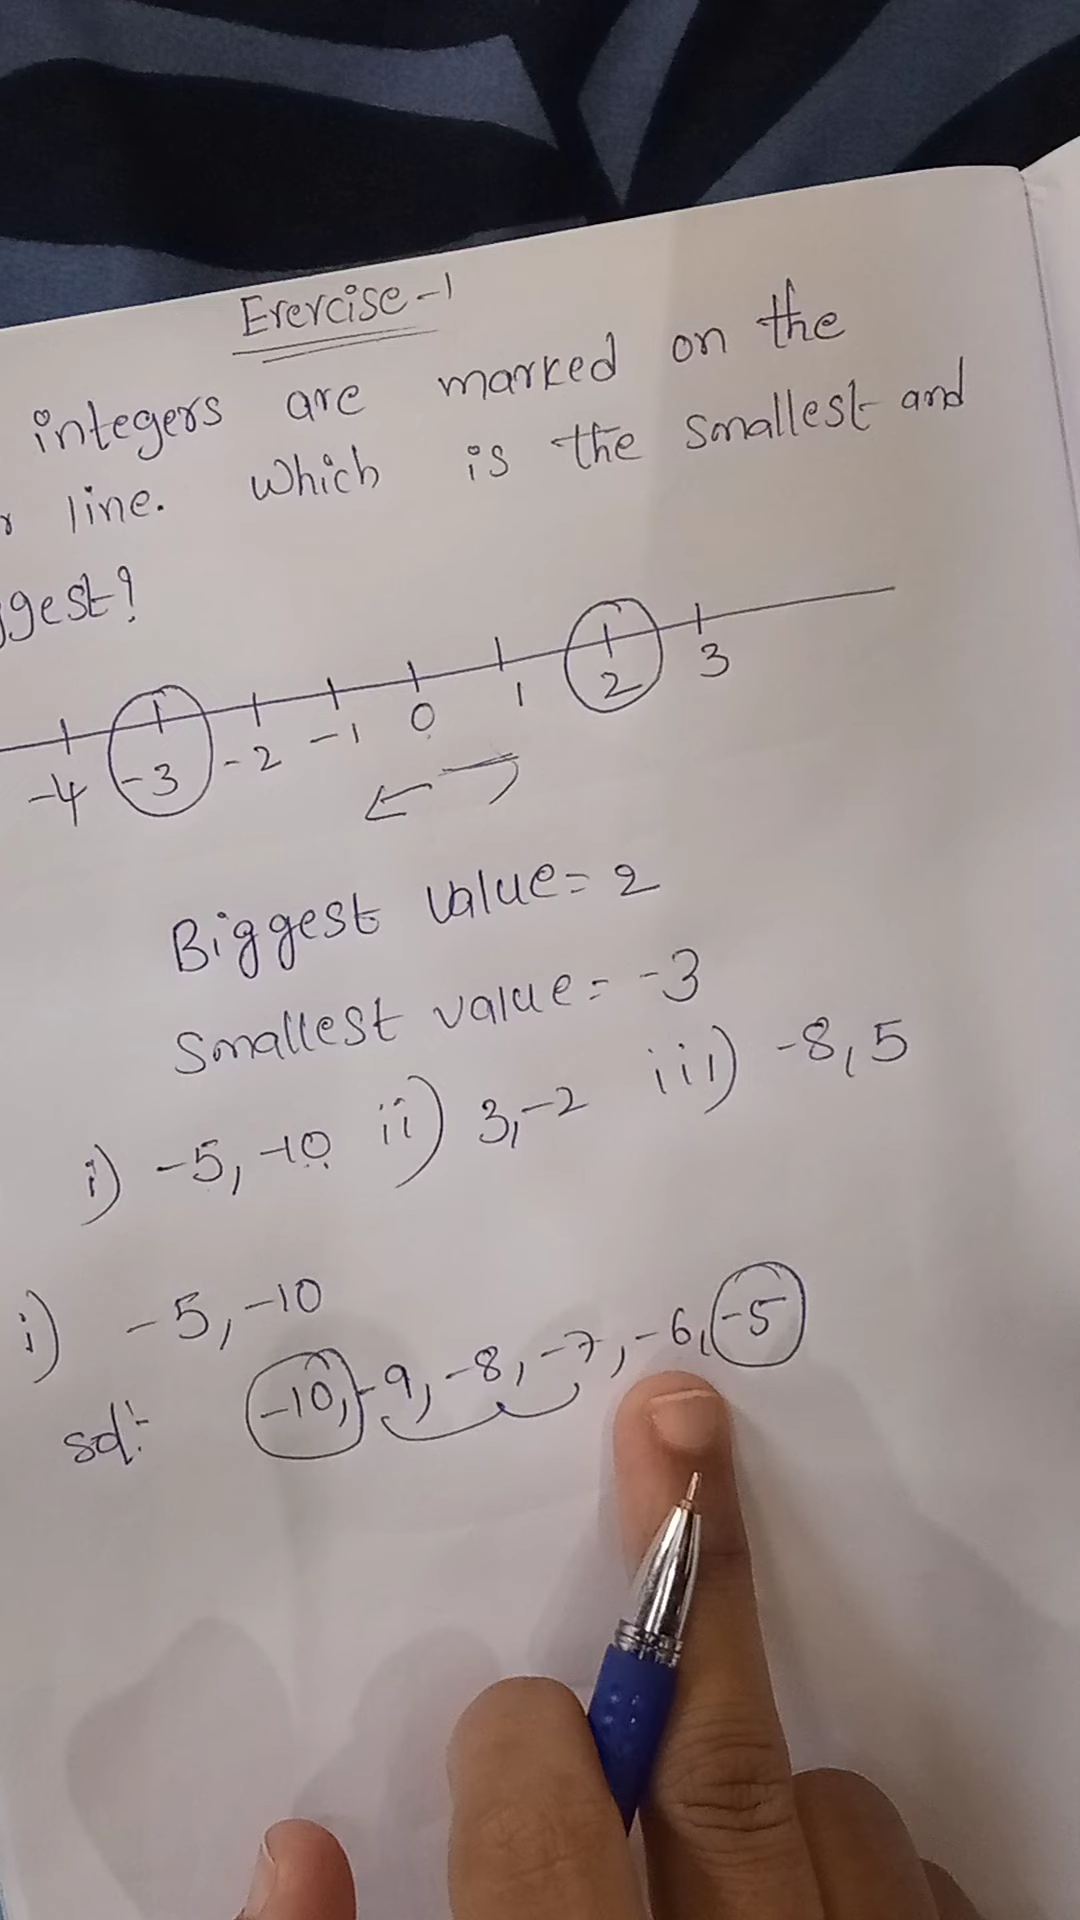 Exercise-1
integers are marked on the
line. which is the smallest and
gest?
-4 -3 -2 -1 0 1 2 3
Biggest value= 2
Smallest value= -3
i) -5, -10 ii) 3,-2 iii) -8, 5
i) -5, -10
sol:- -10, -9, -8, -7, -6, -5